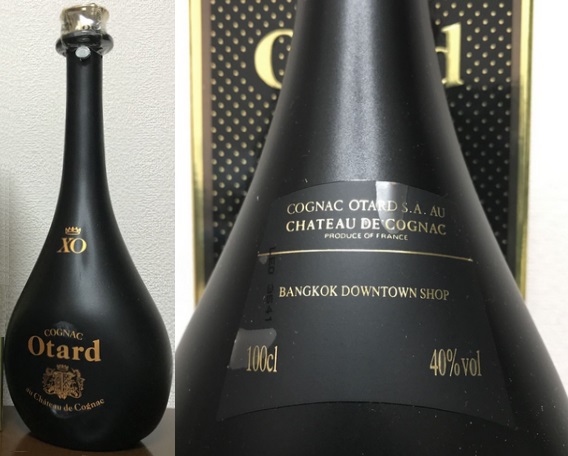 XO
COGNAC
Otard
au Château de Cognac
Otard
COGNAC OTARD S.A. AU
CHATEAU DE COGNAC
PRODUCE OF FRANCE
BANGKOK DOWNTOWN SHOP
100cl
40% vol